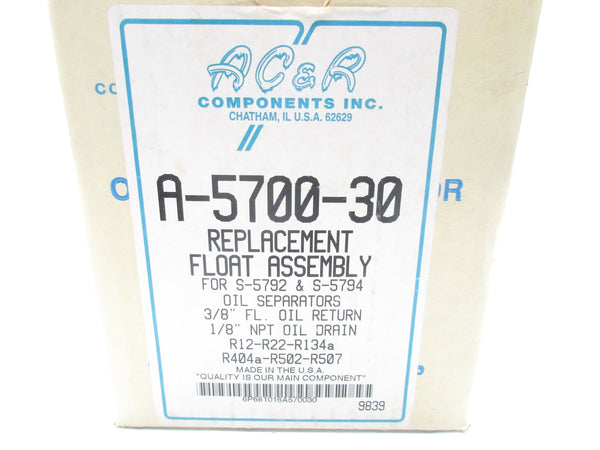 AC&R
COMPONENTS INC.
CHATHAM, IL U.S.A. 62629
A-5700-30
REPLACEMENT
FLOAT ASSEMBLY
FOR S-5792 & S-5794
OIL SEPARATORS
3/8" FL. OIL RETURN
1/8" NPT OIL DRAIN
R12-R22-R134a
R404a-R502-R507
MADE IN THE U.S.A.
"QUALITY IS OUR MAIN COMPONENT"
6P681016A570030
9839